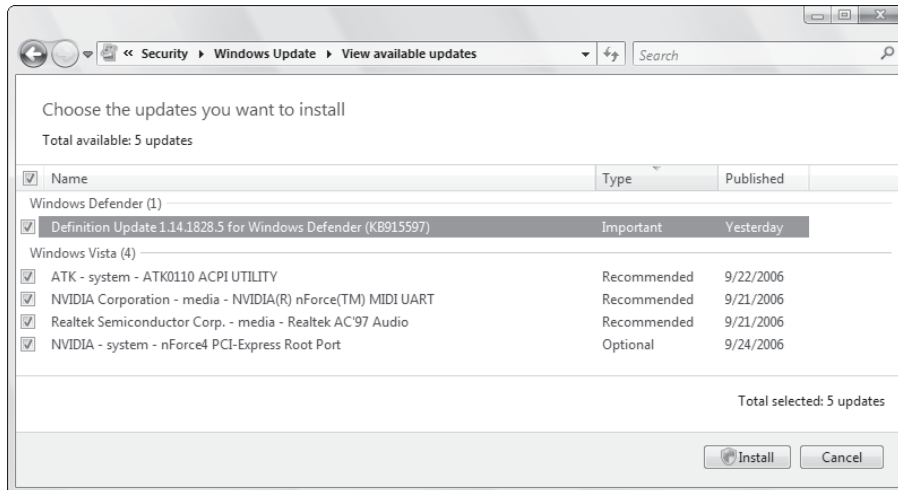 « Security ▸ Windows Update ▸ View available updates
Search
Choose the updates you want to install
Total available: 5 updates
Name Type Published
Windows Defender (1)
Definition Update 1.14.1828.5 for Windows Defender (KB915597) Important Yesterday
Windows Vista (4)
ATK - system - ATK0110 ACPI UTILITY Recommended 9/22/2006
NVIDIA Corporation - media - NVIDIA(R) nForce(TM) MIDI UART Recommended 9/21/2006
Realtek Semiconductor Corp. - media - Realtek AC'97 Audio Recommended 9/21/2006
NVIDIA - system - nForce4 PCI-Express Root Port Optional 9/24/2006
Total selected: 5 updates
Install Cancel